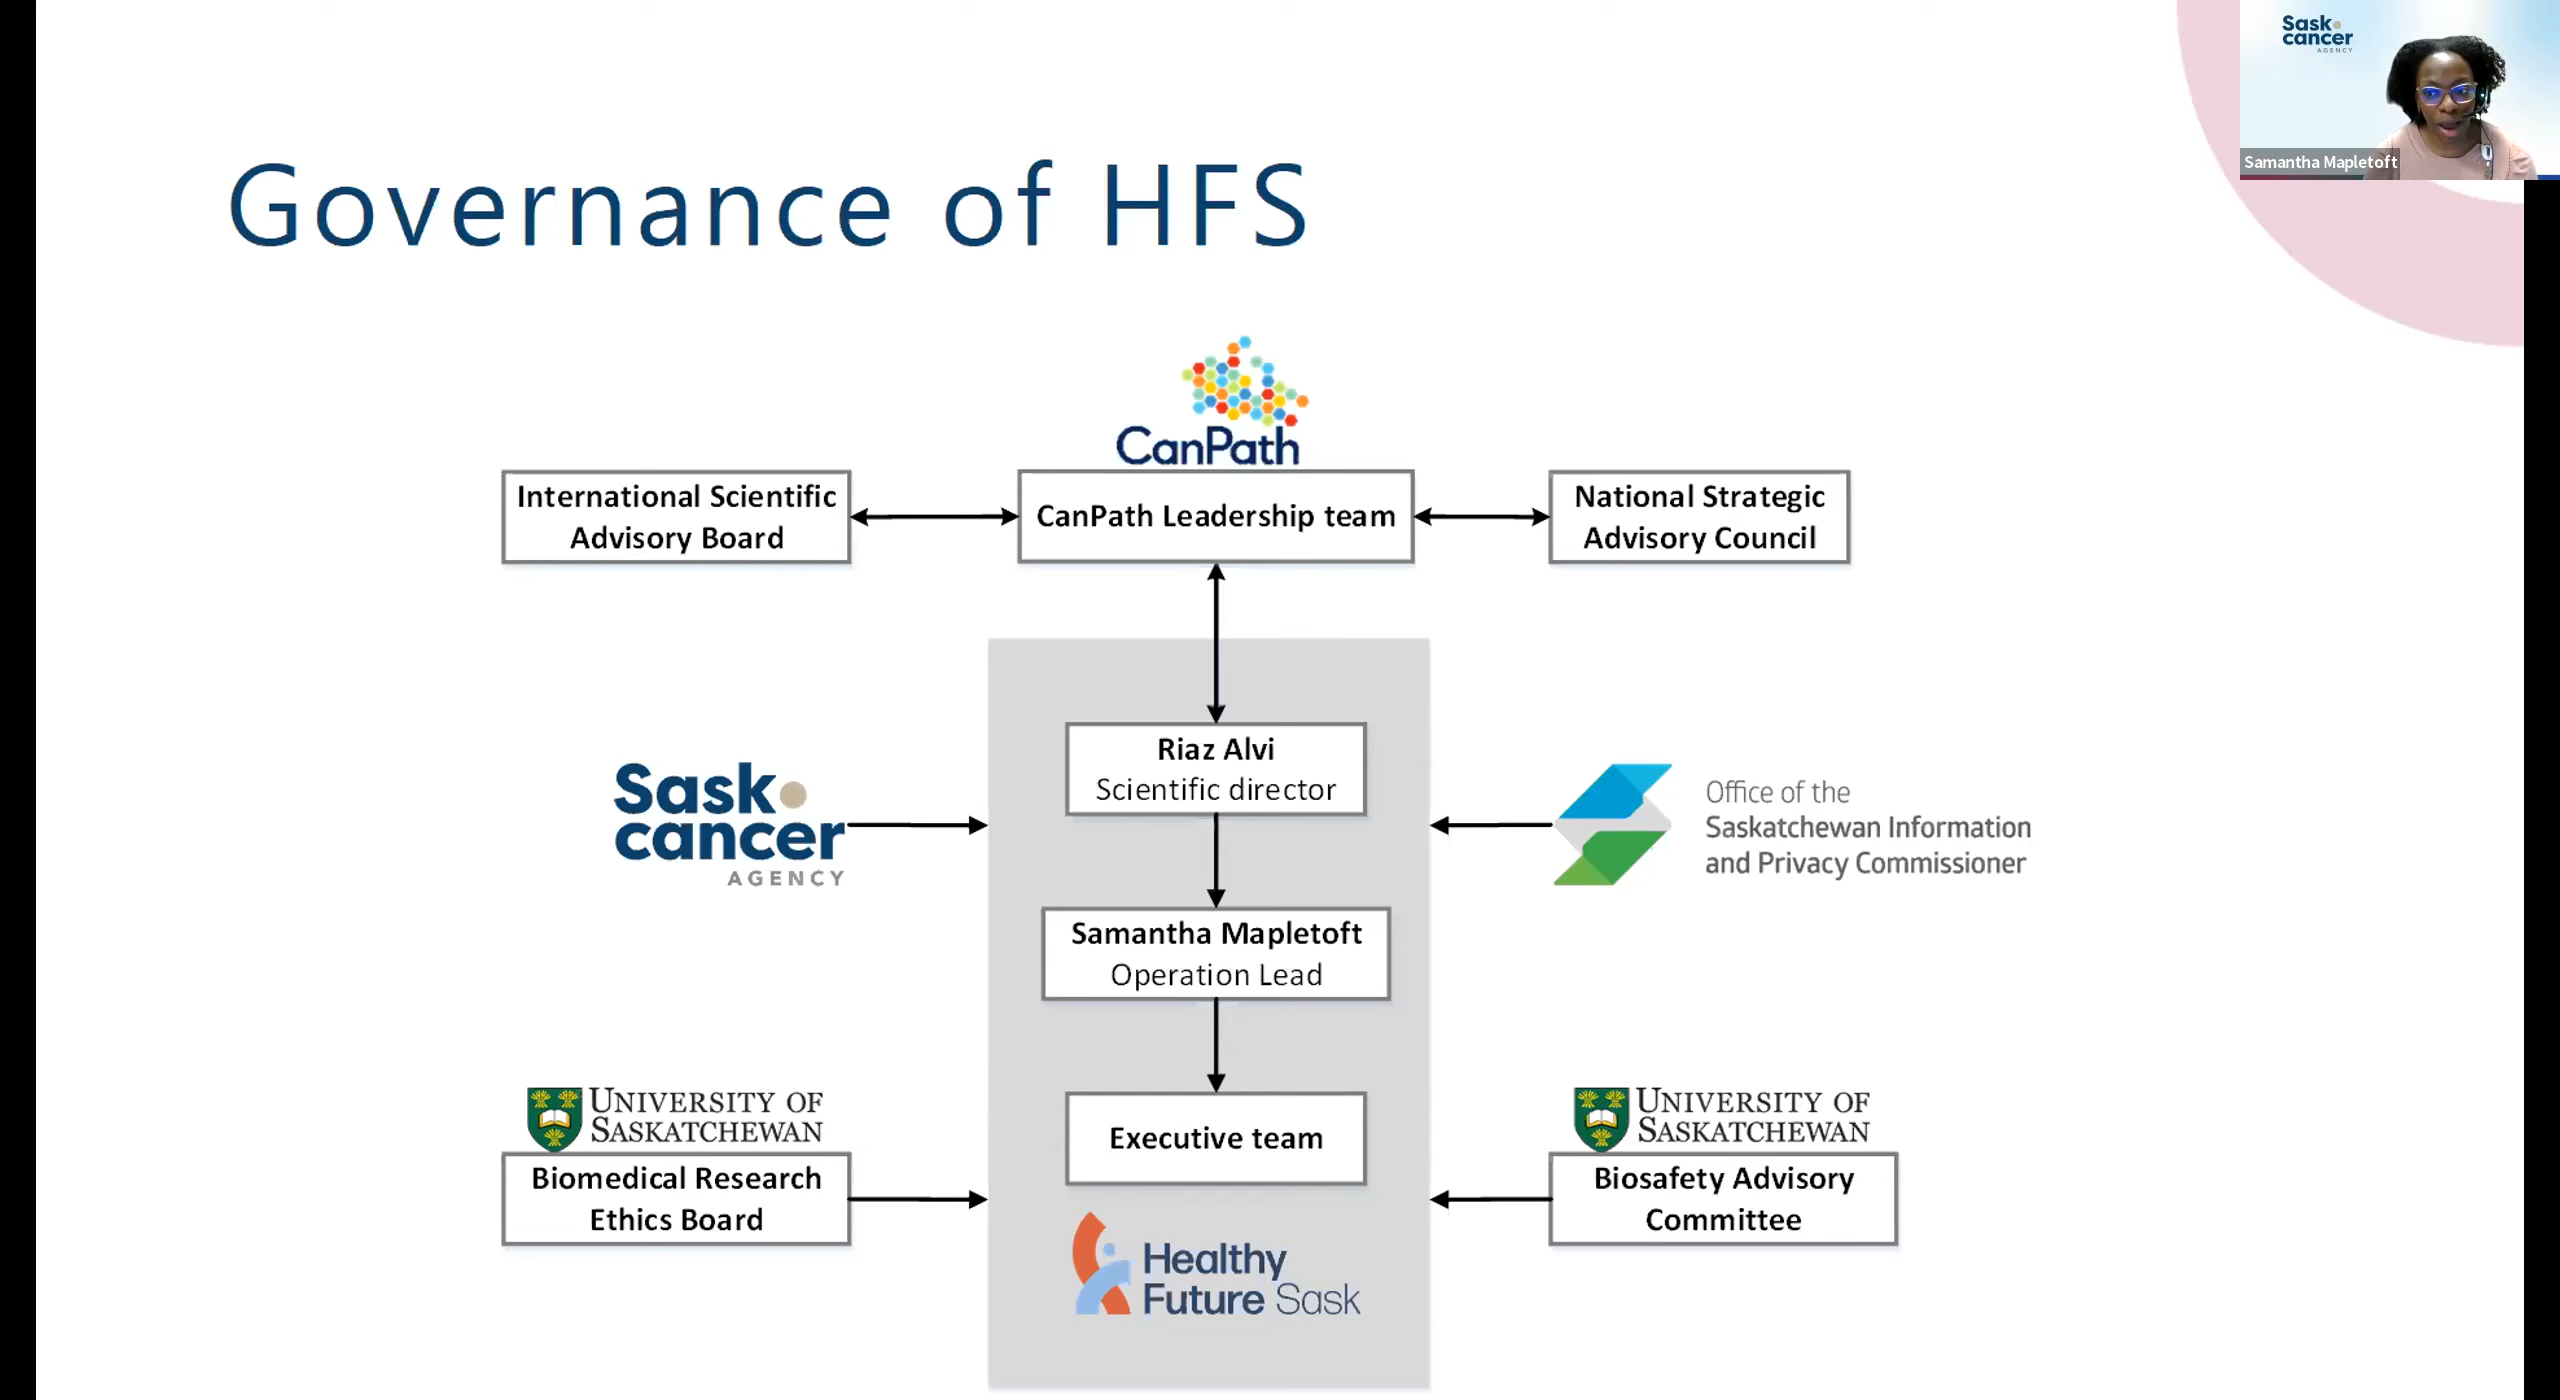 Sask
cancer
AGENCY
Samantha Mapletoft
Governance of HFS
CanPath
International Scientific
Advisory Board
CanPath Leadership team
National Strategic
Advisory Council
Riaz Alvi
Scientific director
Sask
cancer
AGENCY
Office of the
Saskatchewan Information
and Privacy Commissioner
Samantha Mapletoft
Operation Lead
Executive team
UNIVERSITY OF
SASKATCHEWAN
Biomedical Research
Ethics Board
UNIVERSITY OF
SASKATCHEWAN
Biosafety Advisory
Committee
Healthy
Future Sask